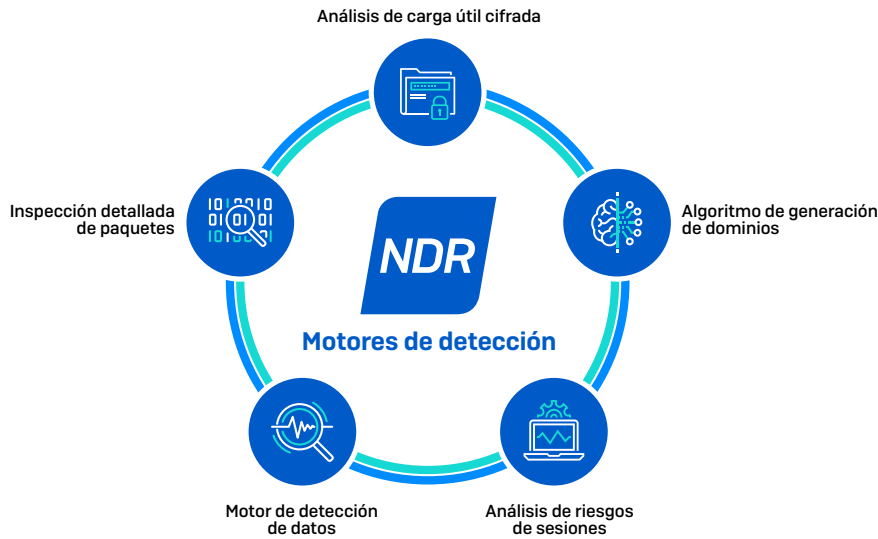 Análisis de carga útil cifrada
Inspección detallada
de paquetes
Algoritmo de generación
de dominios
NDR
Motores de detección
Motor de detección
de datos
Análisis de riesgos
de sesiones